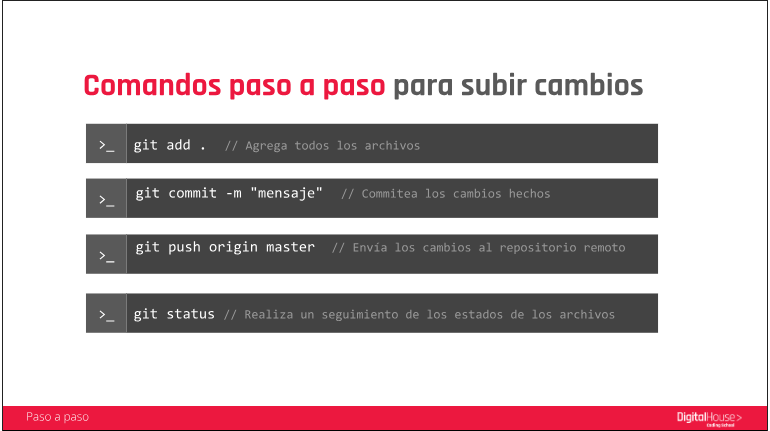 Comandos paso a paso para subir cambios
>_ git add . // Agrega todos los archivos
>_ git commit -m "mensaje" // Commitea los cambios hechos
>_ git push origin master // Envía los cambios al repositorio remoto
>_ git status // Realiza un seguimiento de los estados de los archivos
Paso a paso
DigitalHouse>
Coding School